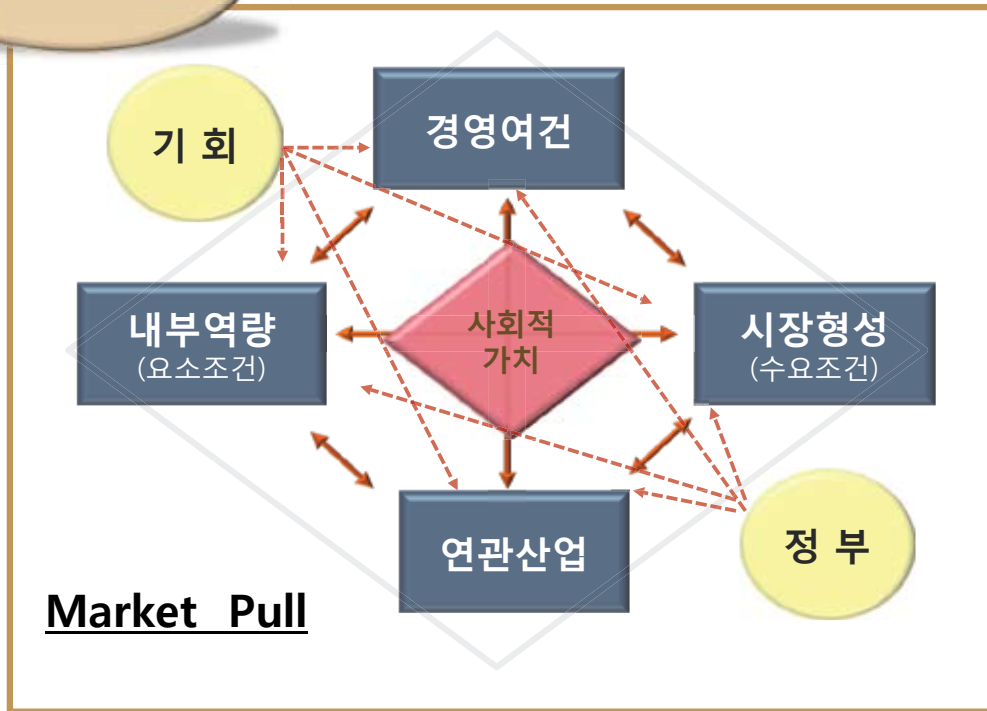 기 회
경영여건
내부역량
(요소조건)
사회적
가치
시장형성
(수요조건)
연관산업
정 부
Market Pull